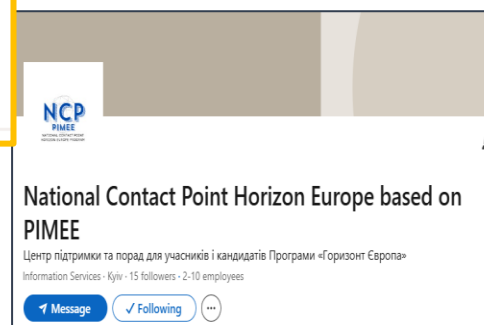 NCP
PIMEE
NATIONAL CONTACT POINT
HORIZON EUROPE PIMEE
National Contact Point Horizon Europe based on
PIMEE
Центр підтримки та порад для учасників і кандидатів Програми «Горизонт Європа»
Information Services · Kyiv · 15 followers · 2-10 employees
Message
Following